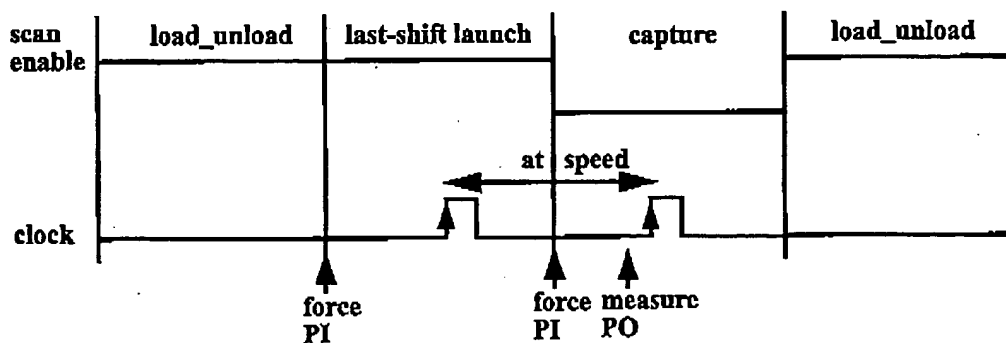 scan
enable
load_unload
last-shift launch
capture
load_unload
at speed
clock
force
PI
force
PI
measure
PO